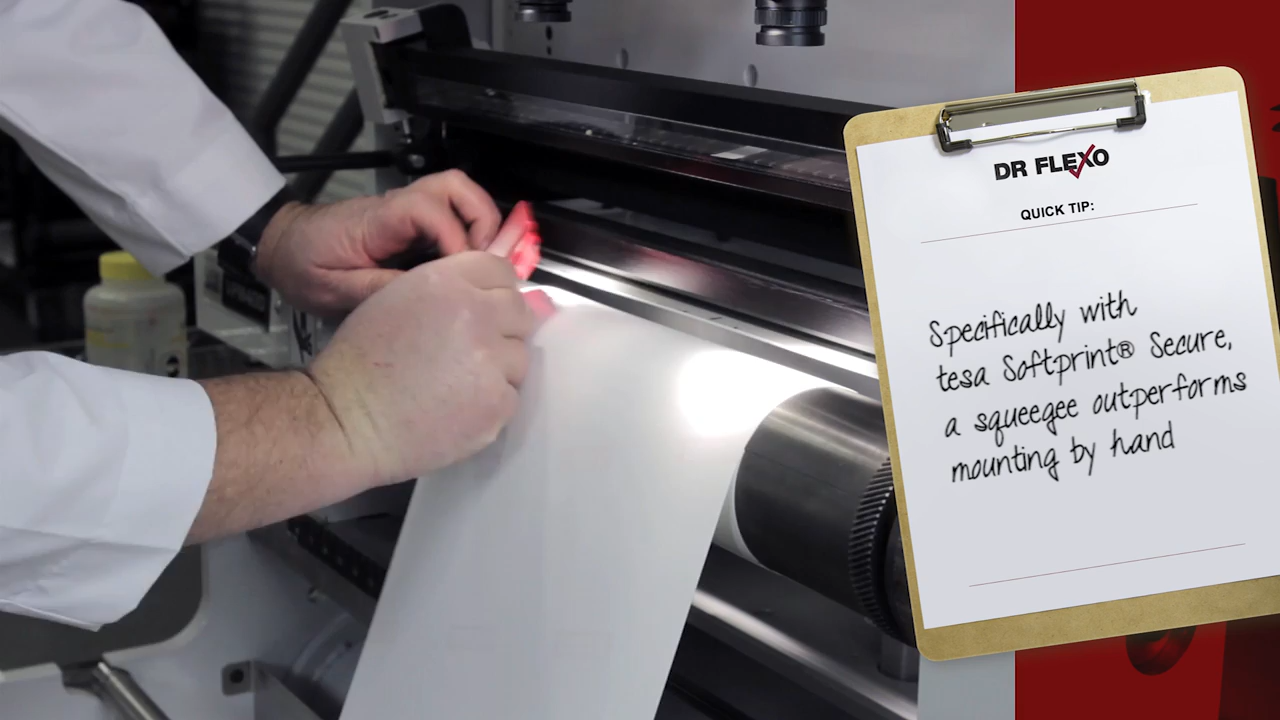 DR FLEXO
QUICK TIP:
Specifically with
tesa Softprint® Secure,
a squeegee outperforms
mounting by hand